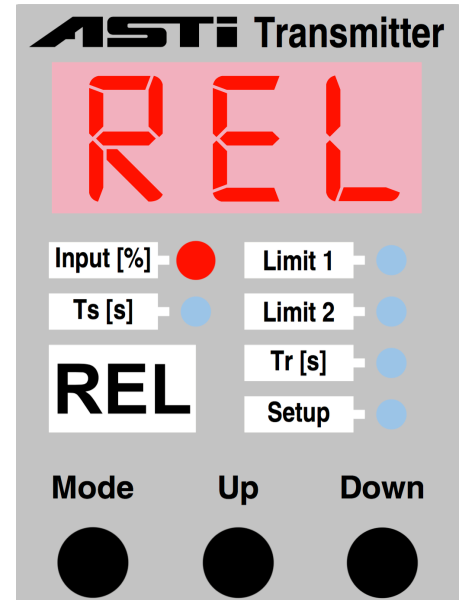 ASTi Transmitter
REL
Input [%]
Limit 1
Ts [s]
Limit 2
REL
Tr [s]
Setup
Mode
Up
Down